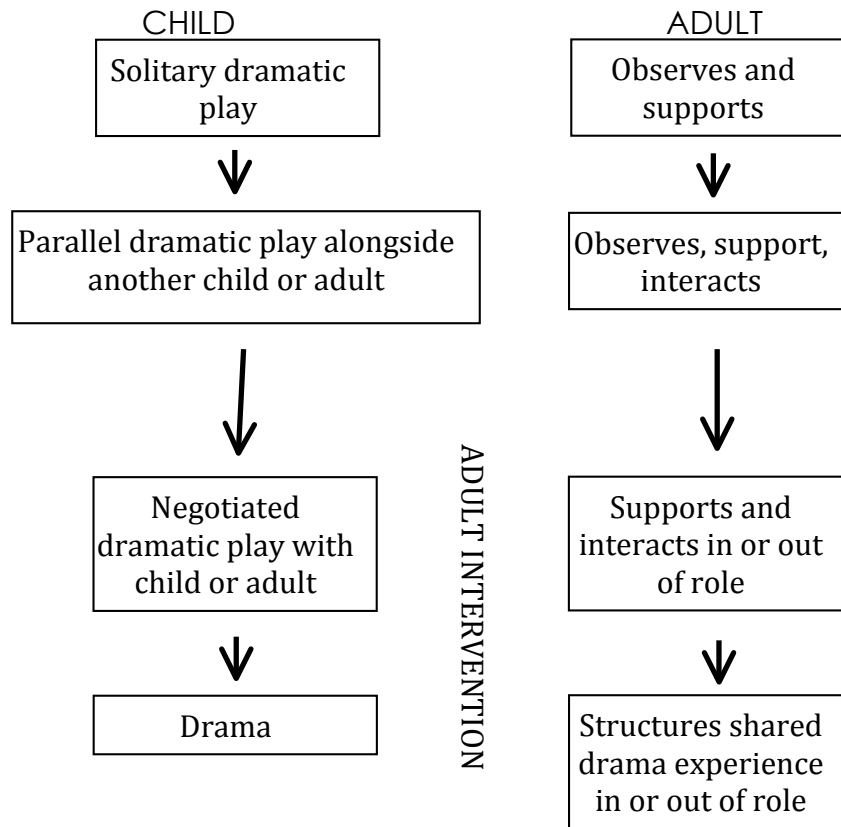 CHILD
ADULT
Solitary dramatic
play
Observes and
supports
Parallel dramatic play alongside
another child or adult
Observes, support,
interacts
Negotiated
dramatic play with
child or adult
ADULT INTERVENTION
Supports and
interacts in or out
of role
Drama
Structures shared
drama experience
in or out of role